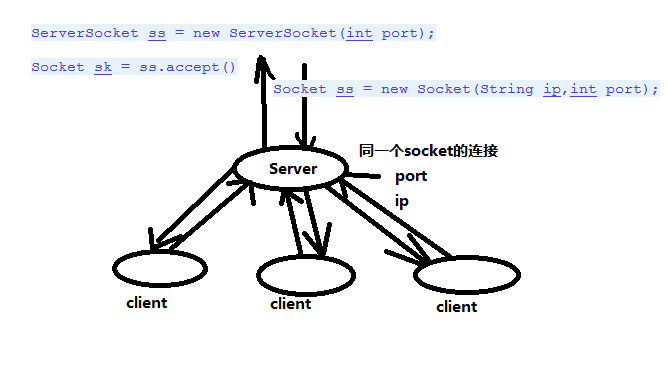 ServerSocket ss = new ServerSocket(int port);
Socket sk = ss.accept()
Socket ss = new Socket(String ip,int port);
同一个socket的连接
Server
port
ip
client
client
client